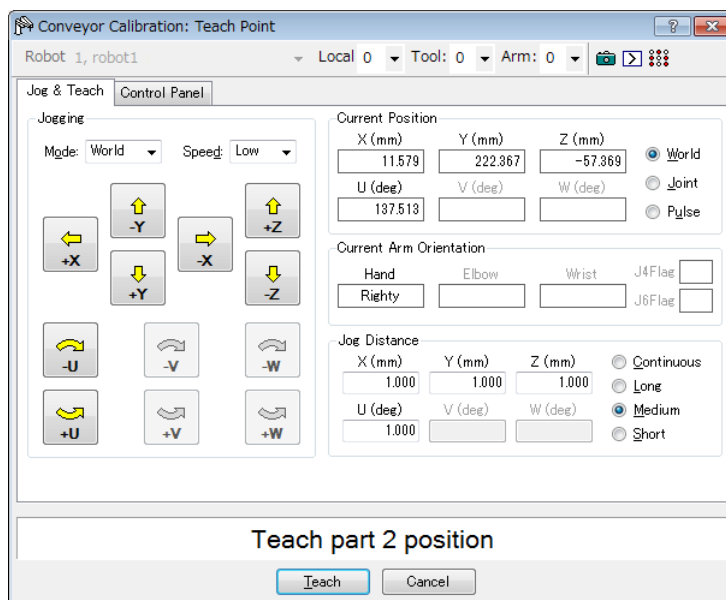 Conveyor Calibration: Teach Point
Robot 1, robot1 Local 0 Tool: 0 Arm: 0
Jog & Teach Control Panel
Jogging
Mode: World Speed: Low
-Y
+Z
+X
-X
+Y
-Z
-U -V -W
+U +V +W
Current Position
X (mm) Y (mm) Z (mm)
11.579 222.367 -57.369
World
U (deg) V (deg) W (deg)
Joint
137.513
Pulse
Current Arm Orientation
Hand Elbow Wrist J4Flag
Righty J6Flag
Jog Distance
X (mm) Y (mm) Z (mm) Continuous
1.000 1.000 1.000
Long
U (deg) V (deg) W (deg) Medium
1.000 Short
Teach part 2 position
Teach Cancel